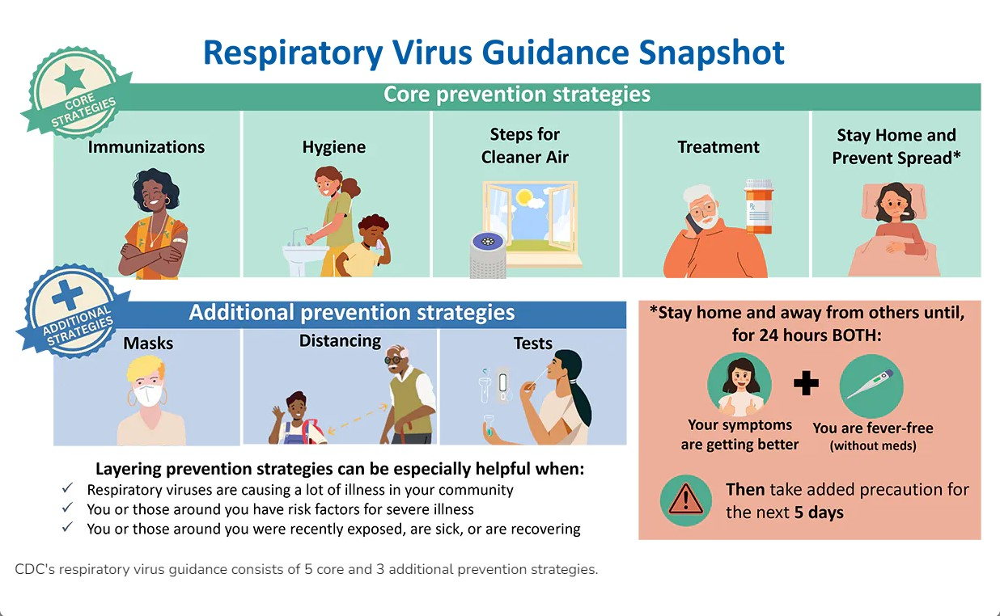 Respiratory Virus Guidance Snapshot
CORE
STRATEGIES
Core prevention strategies
Immunizations
Hygiene
Steps for
Cleaner Air
Treatment
Rx
Stay Home and
Prevent Spread*
ADDITIONAL
STRATEGIES
Additional prevention strategies
Masks
Distancing
Tests
Layering prevention strategies can be especially helpful when:
✓ Respiratory viruses are causing a lot of illness in your community
✓ You or those around you have risk factors for severe illness
✓ You or those around you were recently exposed, are sick, or are recovering
*Stay home and away from others until,
for 24 hours BOTH:
Your symptoms
are getting better
You are fever-free
(without meds)
Then take added precaution for
the next 5 days
CDC's respiratory virus guidance consists of 5 core and 3 additional prevention strategies.